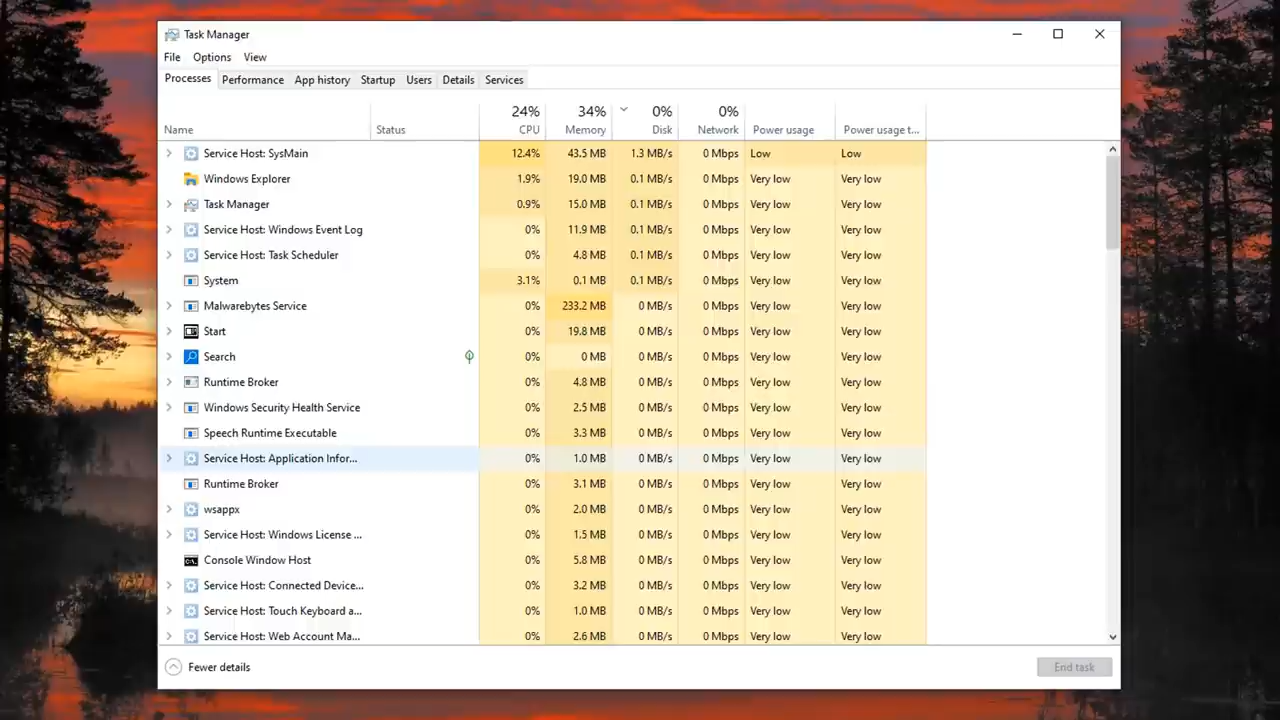 Task Manager
File Options View
Processes Performance App history Startup Users Details Services
24% 34% 0% 0%
Name Status CPU Memory Disk Network Power usage Power usage t...
Service Host: SysMain 12.4% 43.5 MB 1.3 MB/s 0 Mbps Low Low
Windows Explorer 1.9% 19.0 MB 0.1 MB/s 0 Mbps Very low Very low
Task Manager 0.9% 15.0 MB 0.1 MB/s 0 Mbps Very low Very low
Service Host: Windows Event Log 0% 11.9 MB 0.1 MB/s 0 Mbps Very low Very low
Service Host: Task Scheduler 0% 4.8 MB 0.1 MB/s 0 Mbps Very low Very low
System 3.1% 0.1 MB 0.1 MB/s 0 Mbps Very low Very low
Malwarebytes Service 0% 233.2 MB 0 MB/s 0 Mbps Very low Very low
Start 0% 19.8 MB 0 MB/s 0 Mbps Very low Very low
Search 0% 0 MB 0 MB/s 0 Mbps Very low Very low
Runtime Broker 0% 4.8 MB 0 MB/s 0 Mbps Very low Very low
Windows Security Health Service 0% 2.5 MB 0 MB/s 0 Mbps Very low Very low
Speech Runtime Executable 0% 3.3 MB 0 MB/s 0 Mbps Very low Very low
Service Host: Application Infor... 0% 1.0 MB 0 MB/s 0 Mbps Very low Very low
Runtime Broker 0% 3.1 MB 0 MB/s 0 Mbps Very low Very low
wsappx 0% 2.0 MB 0 MB/s 0 Mbps Very low Very low
Service Host: Windows License ... 0% 1.5 MB 0 MB/s 0 Mbps Very low Very low
Console Window Host 0% 5.8 MB 0 MB/s 0 Mbps Very low Very low
Service Host: Connected Device... 0% 3.2 MB 0 MB/s 0 Mbps Very low Very low
Service Host: Touch Keyboard a... 0% 1.0 MB 0 MB/s 0 Mbps Very low Very low
Service Host: Web Account Ma... 0% 2.6 MB 0 MB/s 0 Mbps Very low Very low
Fewer details End task